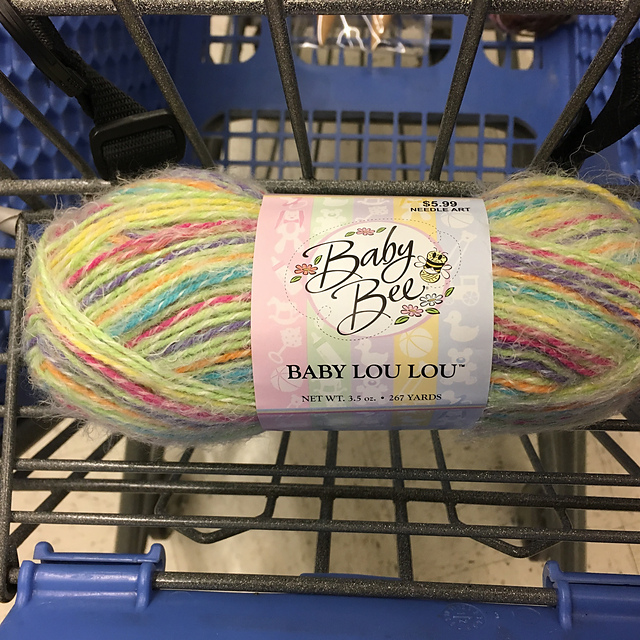 $5.99
NEEDLE ART
Baby
Bee
BABY LOU LOU™
NET WT. 3.5 oz. • 267 YARDS